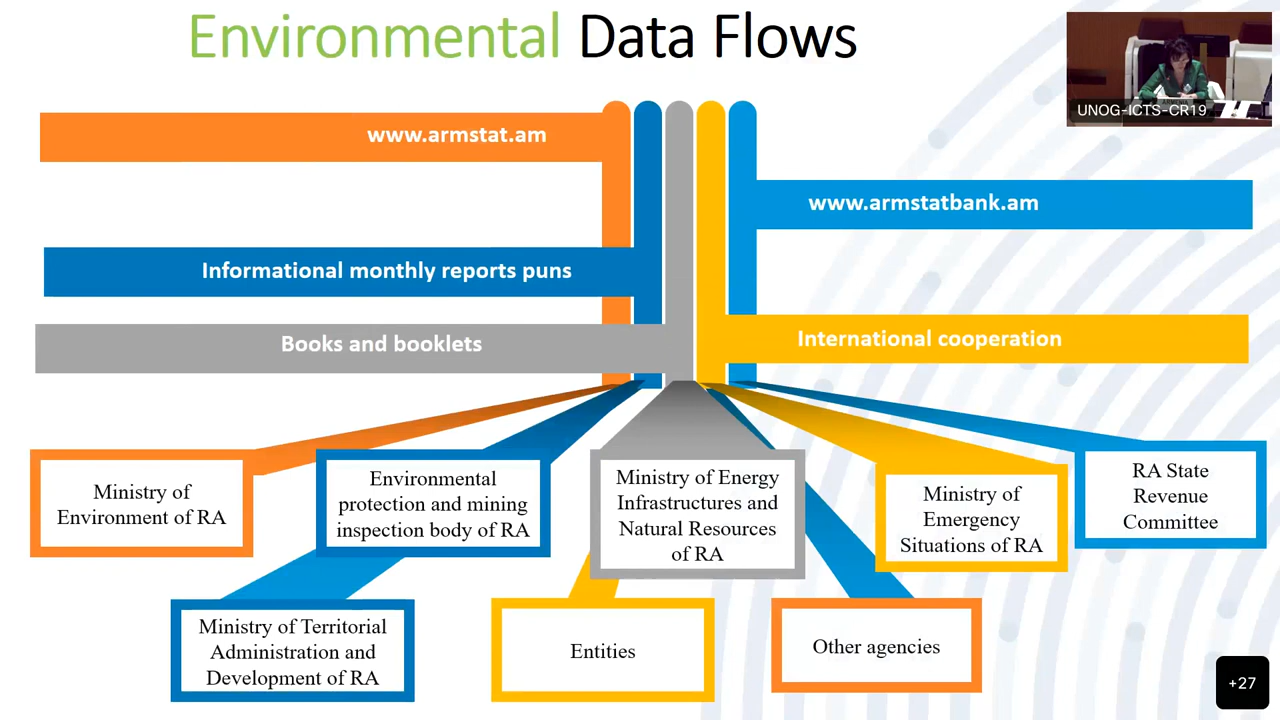 Environmental Data Flows
UNOG-ICTS-CR19
www.armstat.am
www.armstatbank.am
Informational monthly reports puns
Books and booklets
International cooperation
Ministry of
Environment of RA
Environmental
protection and mining
inspection body of RA
Ministry of Energy
Infrastructures and
Natural Resources
of RA
Ministry of
Emergency
Situations of RA
RA State
Revenue
Committee
Ministry of Territorial
Administration and
Development of RA
Entities
Other agencies
+27